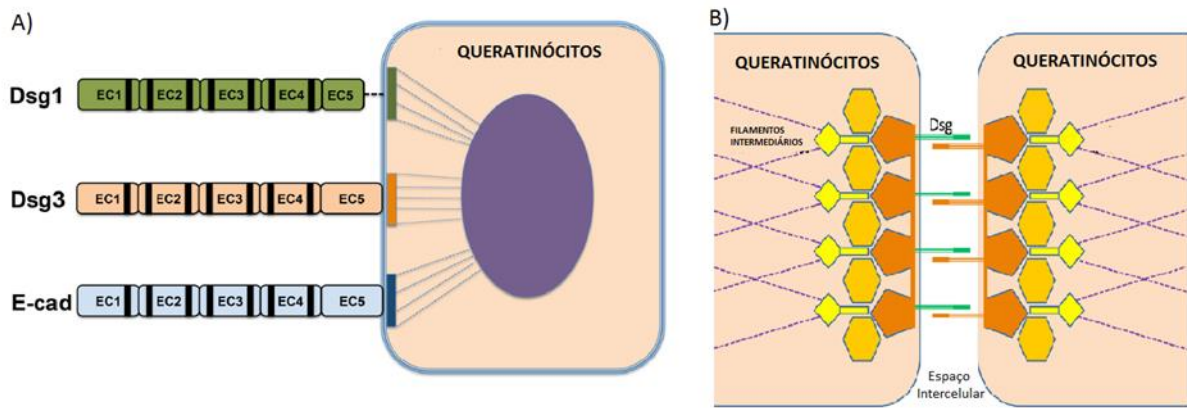 A)
QUERATINÓCITOS
Dsg1
EC1 EC2 EC3 EC4 EC5
Dsg3
EC1 EC2 EC3 EC4 EC5
E-cad
EC1 EC2 EC3 EC4 EC5
B)
QUERATINÓCITOS
QUERATINÓCITOS
Dsg
FILAMENTOS
INTERMEDIÁRIOS
Espaço
Intercelular